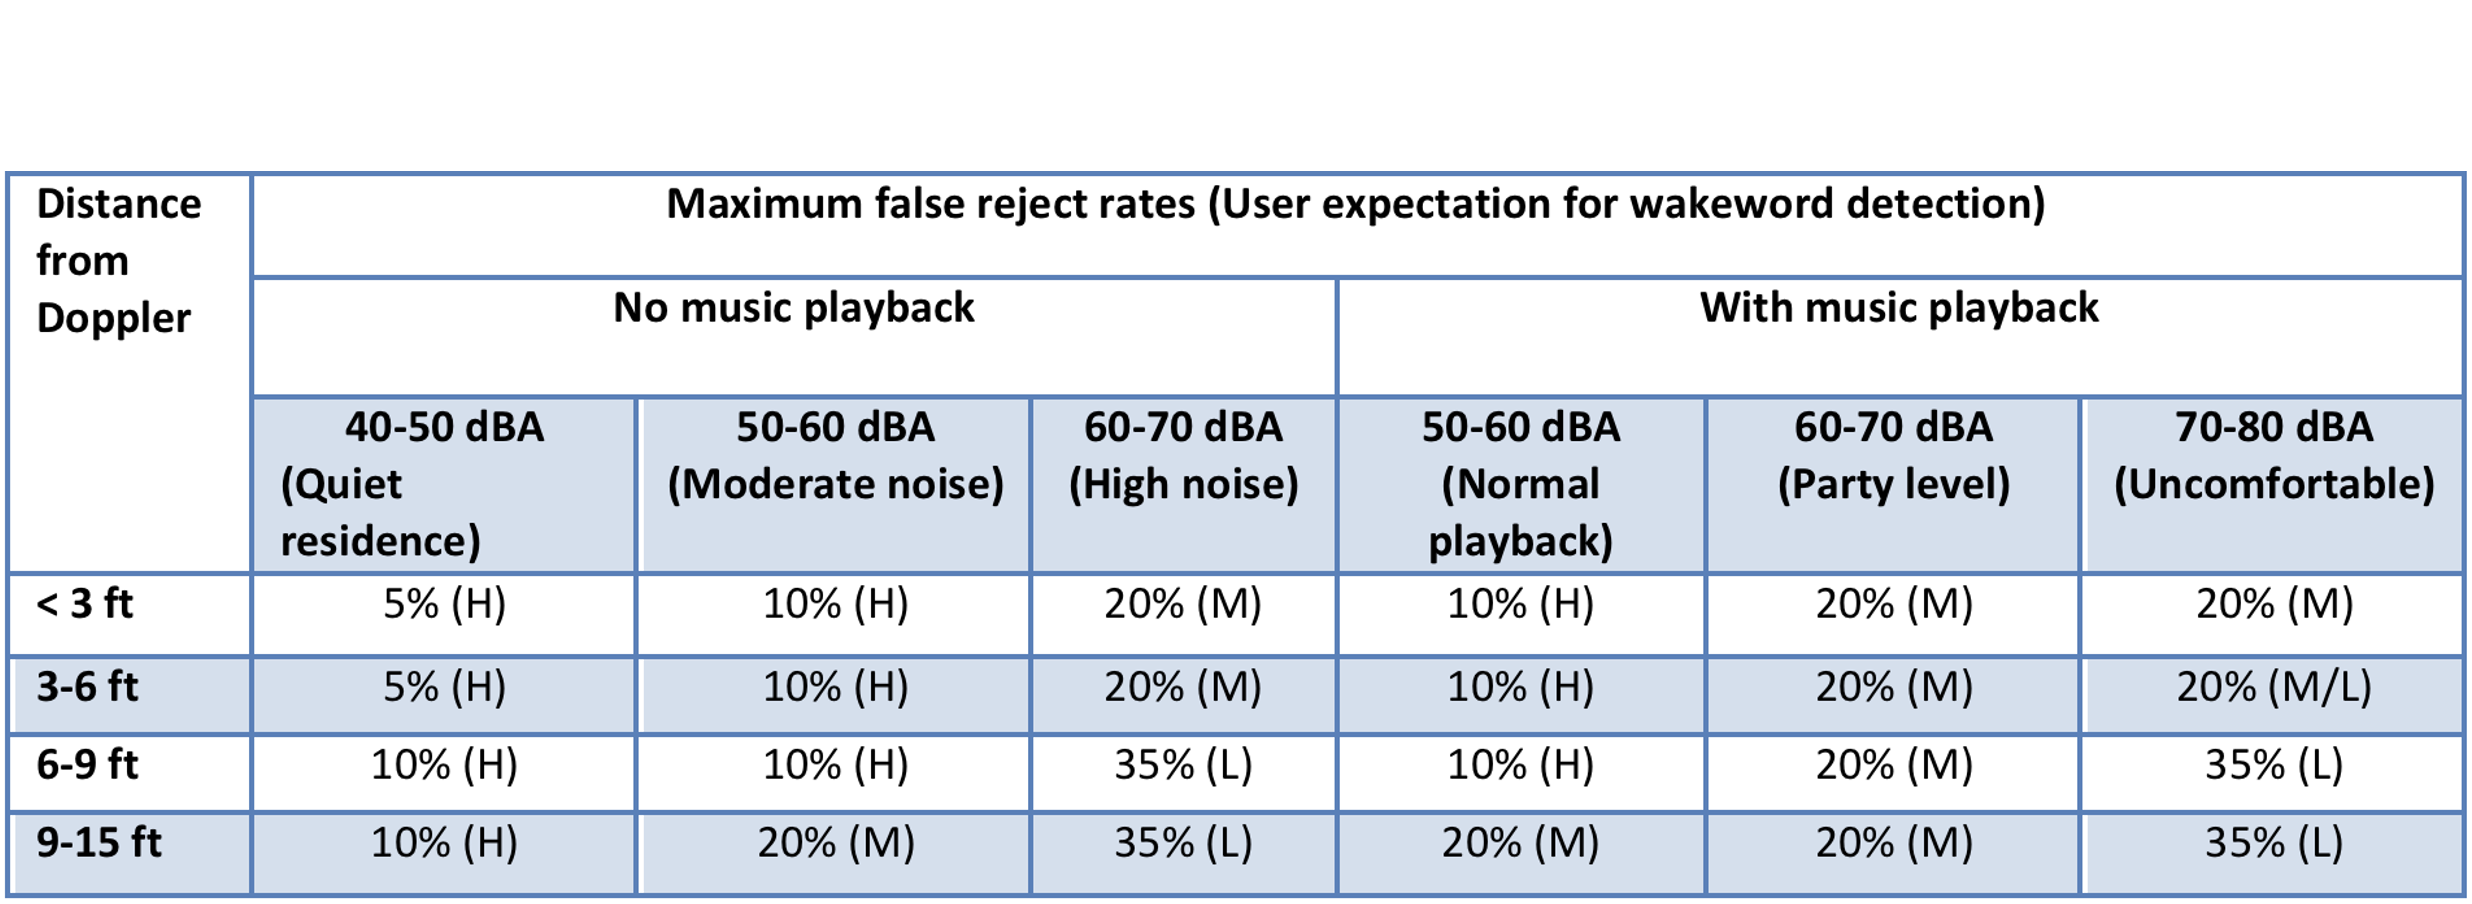 Distance
from
Doppler
Maximum false reject rates (User expectation for wakeword detection)
No music playback
With music playback
40-50 dBA
(Quiet
residence)
50-60 dBA
(Moderate noise)
60-70 dBA
(High noise)
50-60 dBA
(Normal
playback)
60-70 dBA
(Party level)
70-80 dBA
(Uncomfortable)
< 3 ft 5% (H) 10% (H) 20% (M) 10% (H) 20% (M) 20% (M)
3-6 ft 5% (H) 10% (H) 20% (M) 10% (H) 20% (M) 20% (M/L)
6-9 ft 10% (H) 10% (H) 35% (L) 10% (H) 20% (M) 35% (L)
9-15 ft 10% (H) 20% (M) 35% (L) 20% (M) 20% (M) 35% (L)